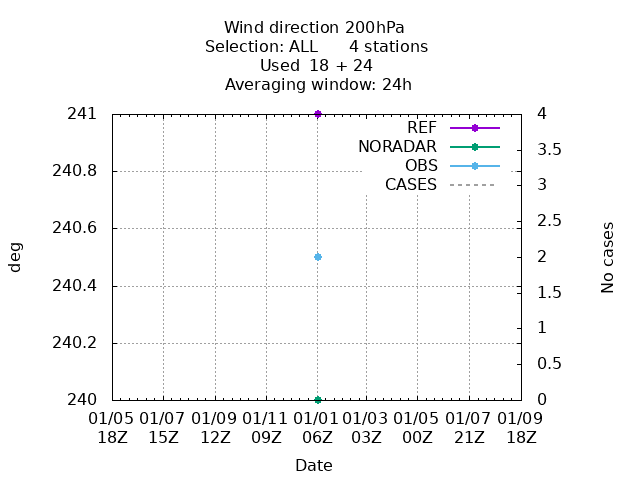 Wind direction 200hPa
Selection: ALL 4 stations
Used 18 + 24
Averaging window: 24h
241
240.8
240.6
240.4
240.2
240
deg
4
3.5
3
2.5
2
1.5
1
0.5
0
No cases
REF
NORADAR
OBS
CASES
01/05 01/07 01/09 01/11 01/01 01/03 01/05 01/07 01/09
18Z 15Z 12Z 09Z 06Z 03Z 00Z 21Z 18Z
Date